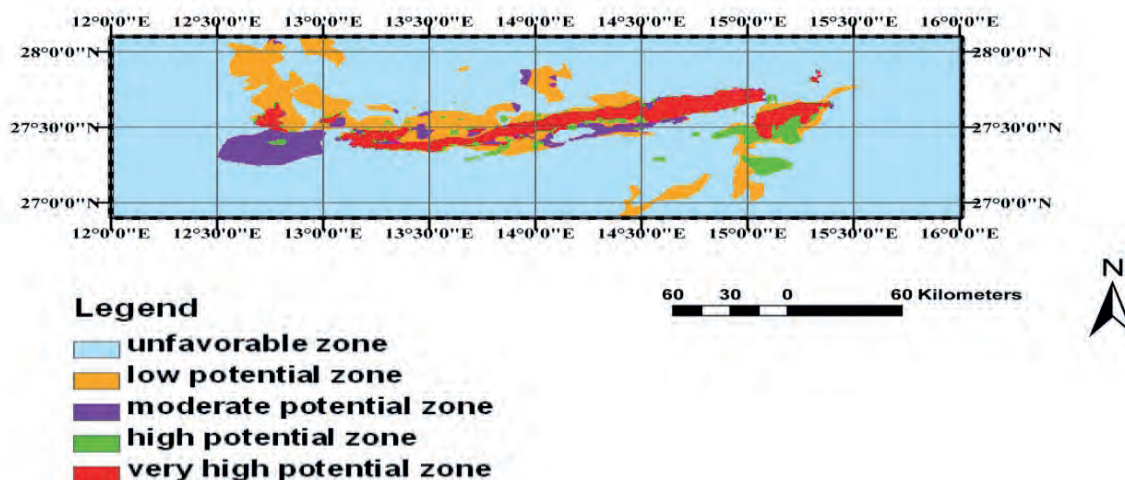 12°0'0"E 12°30'0"E 13°0'0"E 13°30'0"E 14°0'0"E 14°30'0"E 15°0'0"E 15°30'0"E 16°0'0"E
28°0'0"N 28°0'0"N
27°30'0"N 27°30'0"N
27°0'0"N 27°0'0"N
12°0'0"E 12°30'0"E 13°0'0"E 13°30'0"E 14°0'0"E 14°30'0"E 15°0'0"E 15°30'0"E 16°0'0"E
N
60 30 0 60 Kilometers
Legend
unfavorable zone
low potential zone
moderate potential zone
high potential zone
very high potential zone